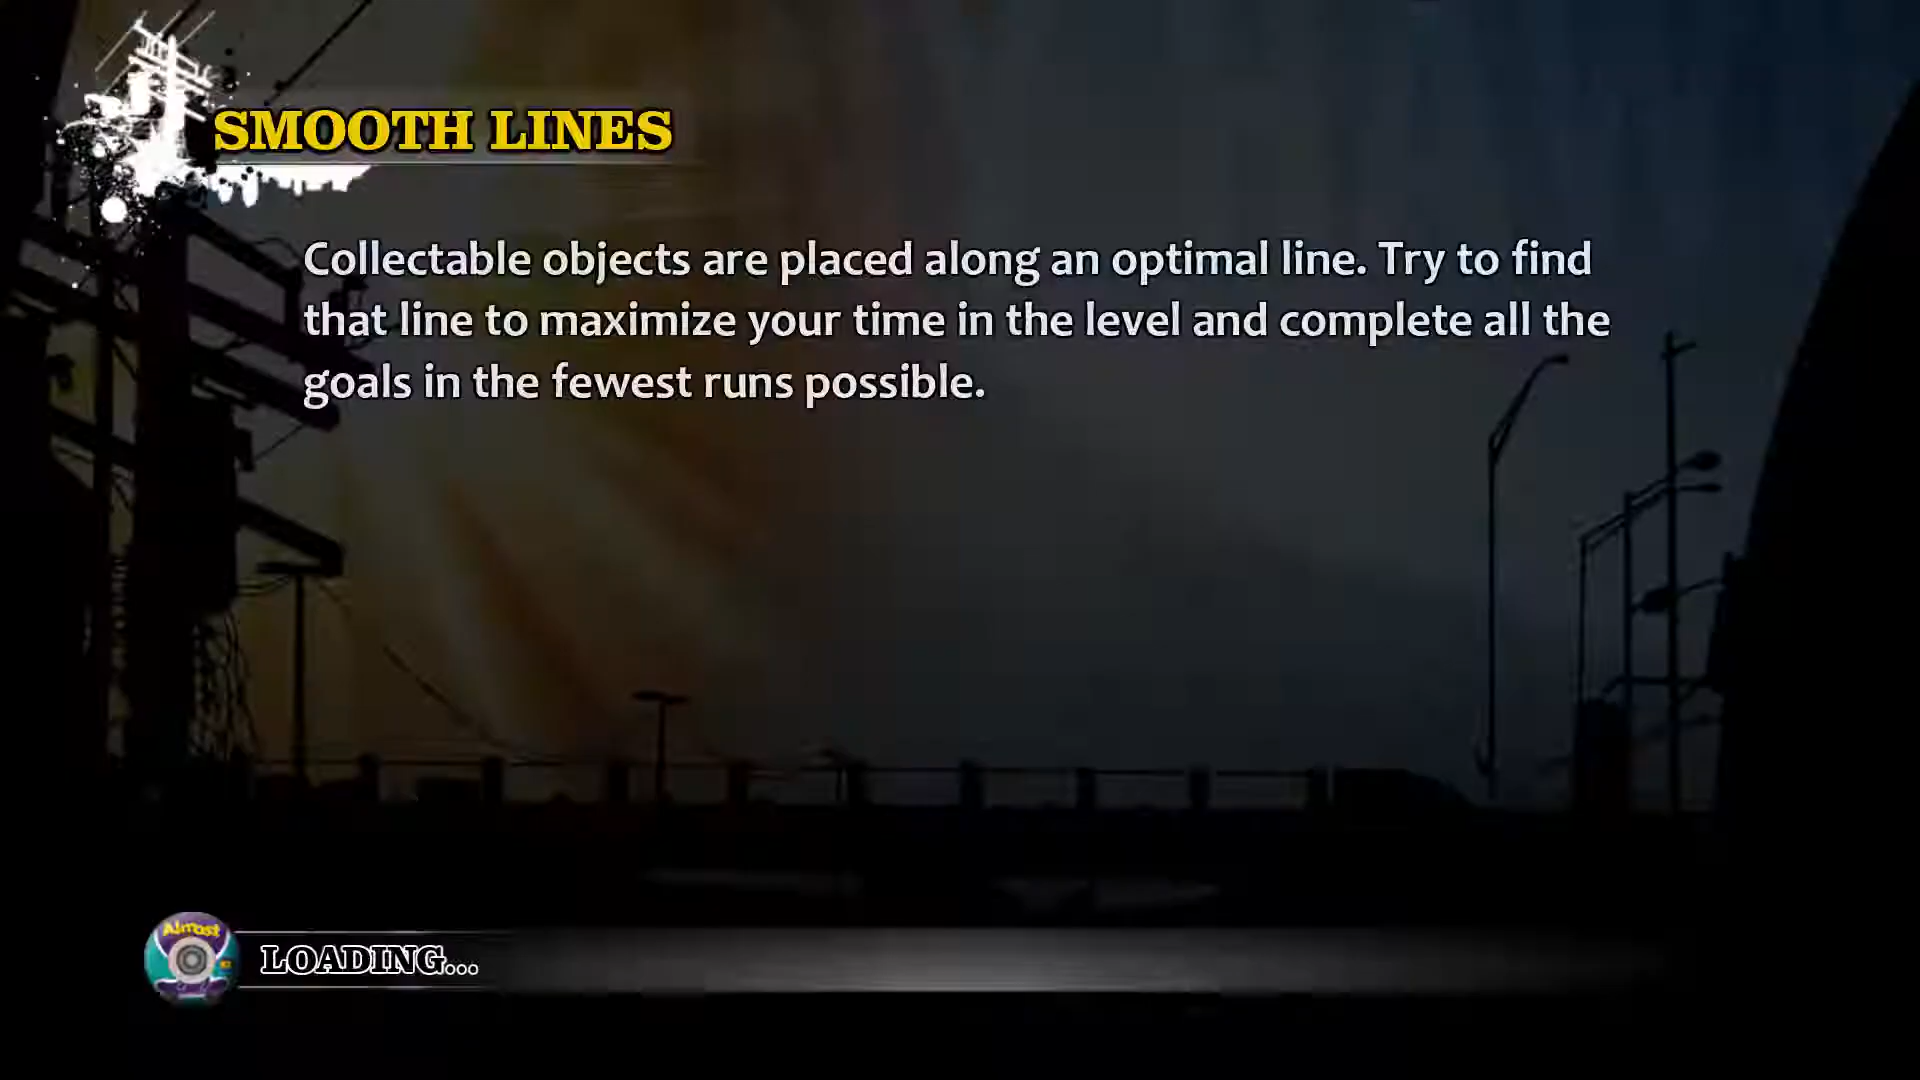 SMOOTH LINES
Collectable objects are placed along an optimal line. Try to find
that line to maximize your time in the level and complete all the
goals in the fewest runs possible.
Almost
LOADING...